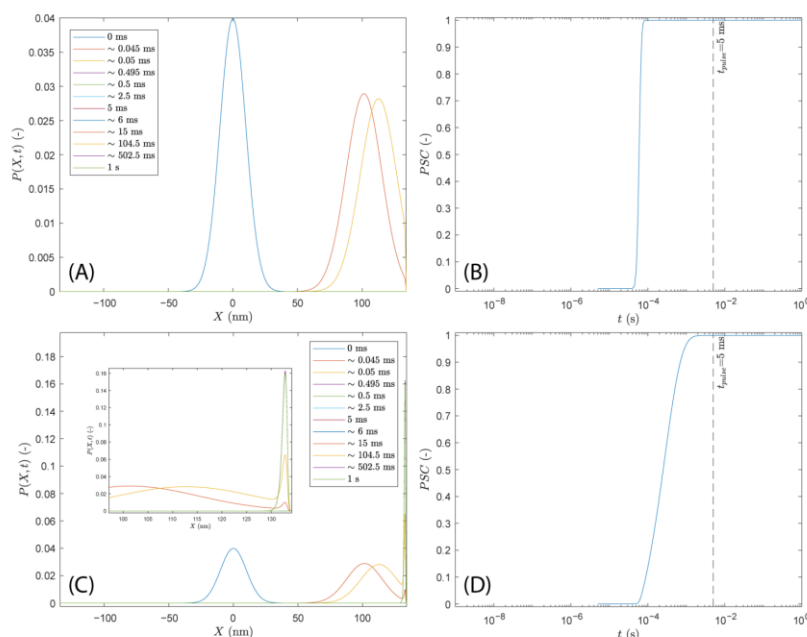 0.04
0.035
0.03
0.025
0.02
0.015
0.01
0.005
0
P(X,t) (-)
-100 -50 0 50 100
X (nm)
0 ms
~ 0.045 ms
~ 0.05 ms
~ 0.495 ms
~ 0.5 ms
~ 2.5 ms
5 ms
~ 6 ms
~ 15 ms
~ 104.5 ms
~ 502.5 ms
1 s
(A)
1
0.9
0.8
0.7
0.6
0.5
0.4
0.3
0.2
0.1
0
PSC (-)
10⁻⁸ 10⁻⁶ 10⁻⁴ 10⁻² 10⁰
t (s)
t_pulse=5 ms
(B)
0.18
0.16
0.14
0.12
0.1
0.08
0.06
0.04
0.02
0
P(X,t) (-)
-100 -50 0 50 100
X (nm)
0 ms
~ 0.045 ms
~ 0.05 ms
~ 0.495 ms
~ 0.5 ms
~ 2.5 ms
5 ms
~ 6 ms
~ 15 ms
~ 104.5 ms
~ 502.5 ms
1 s
0.16
0.14
0.12
0.1
0.08
0.06
0.04
0.02
0
P(X,t) (-)
100 105 110 115 120 125 130
X (nm)
(C)
1
0.9
0.8
0.7
0.6
0.5
0.4
0.3
0.2
0.1
0
PSC (-)
10⁻⁸ 10⁻⁶ 10⁻⁴ 10⁻² 10⁰
t (s)
t_pulse=5 ms
(D)